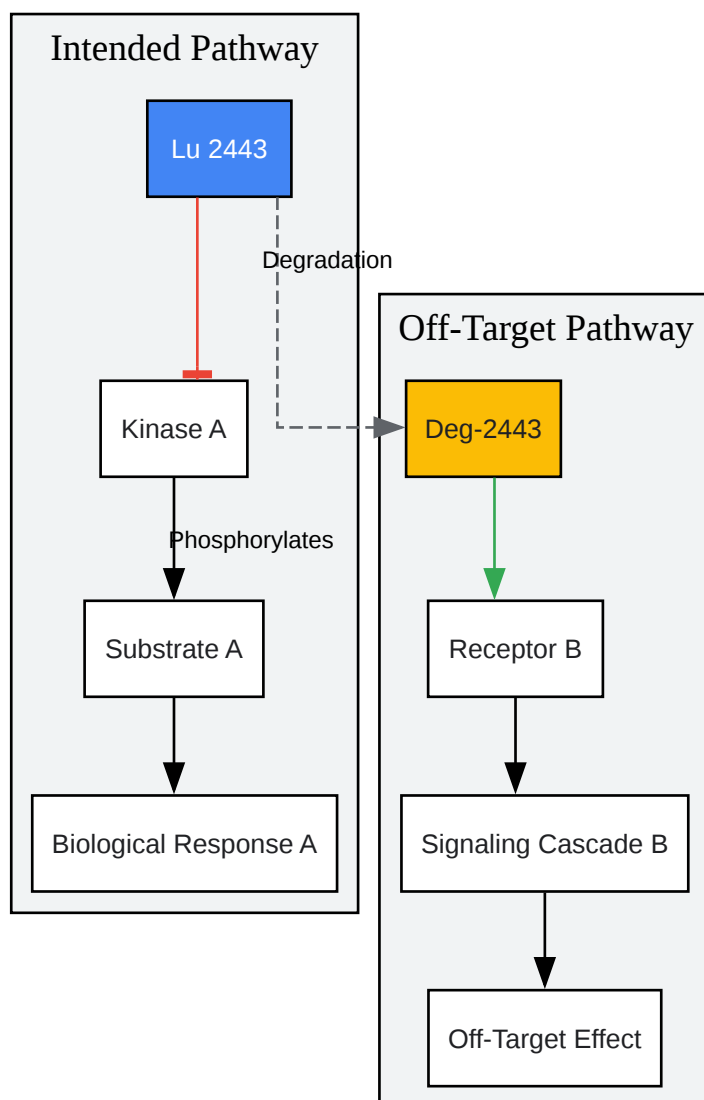 Intended Pathway
Lu 2443
Degradation
Kinase A
Phosphorylates
Substrate A
Biological Response A
Off-Target Pathway
Deg-2443
Receptor B
Signaling Cascade B
Off-Target Effect